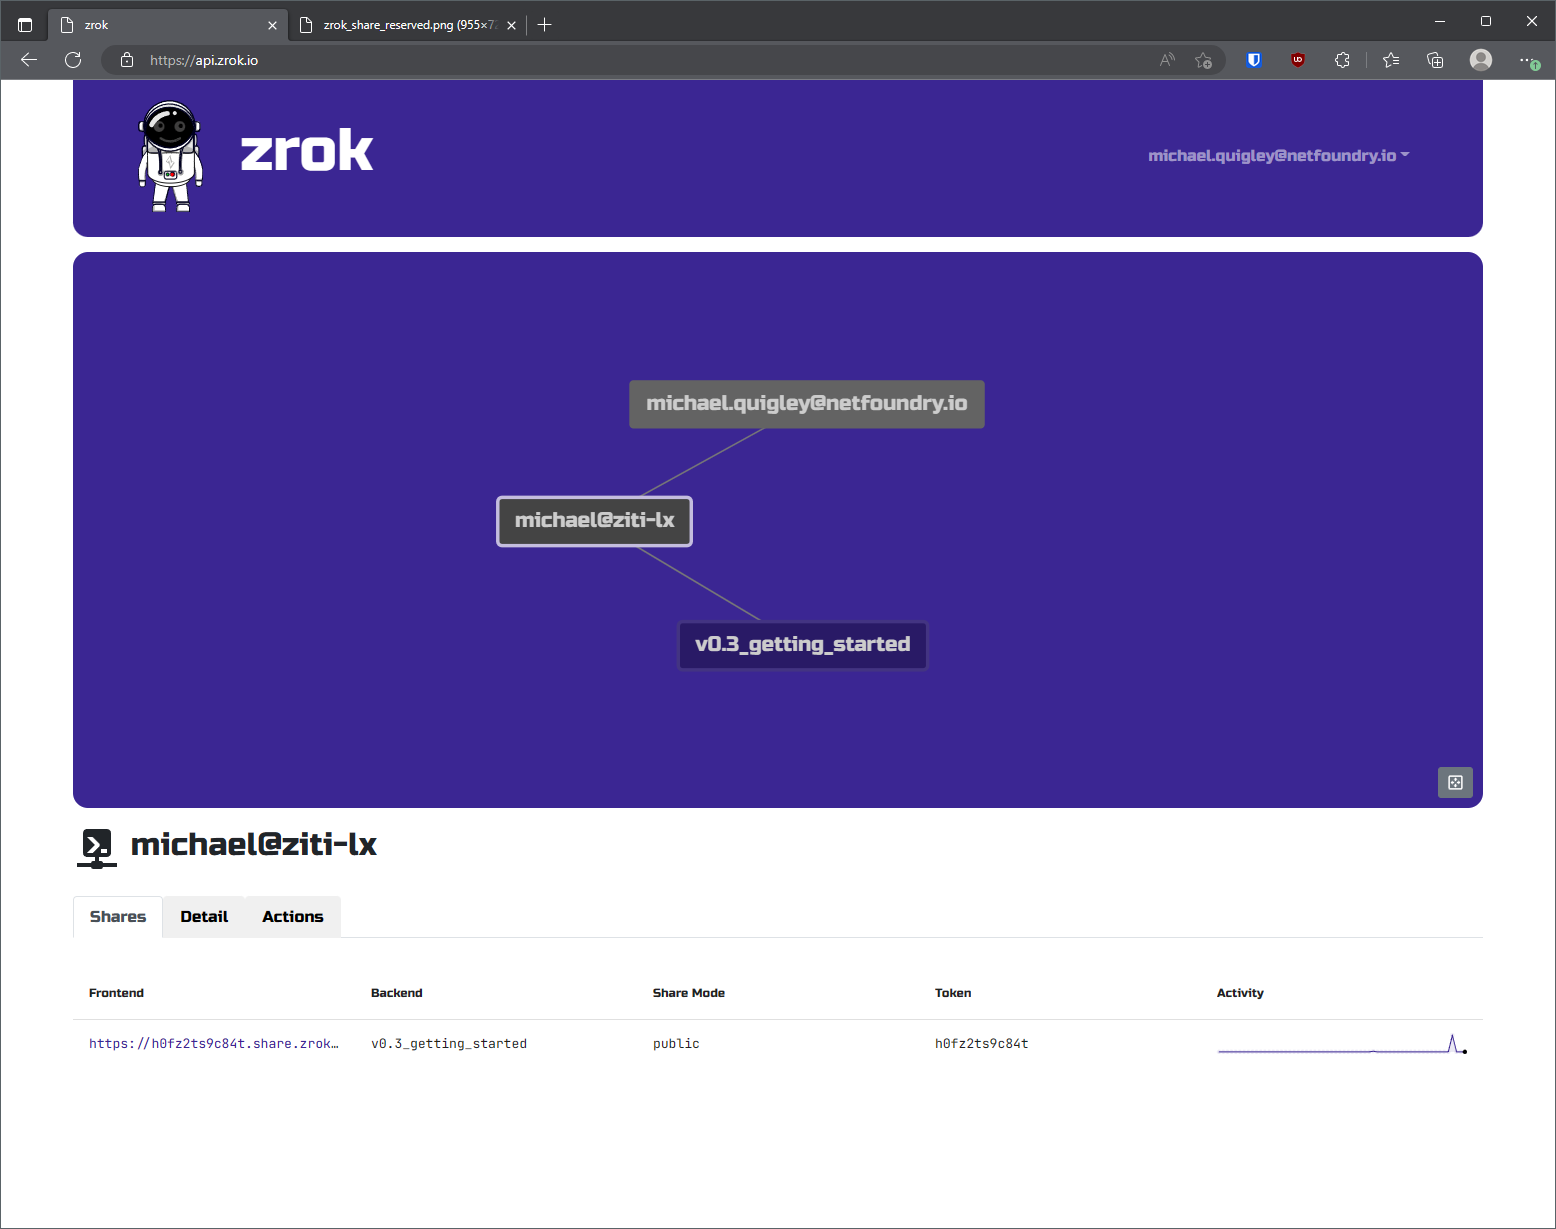 zrok
zrok_share_reserved.png (955×72
https://api.zrok.io
zrok
michael.quigley@netfoundry.io
michael.quigley@netfoundry.io
michael@ziti-lx
v0.3_getting_started
michael@ziti-lx
Shares Detail Actions
Frontend Backend Share Mode Token Activity
https://h0fz2ts9c84t.share.zrok… v0.3_getting_started public h0fz2ts9c84t